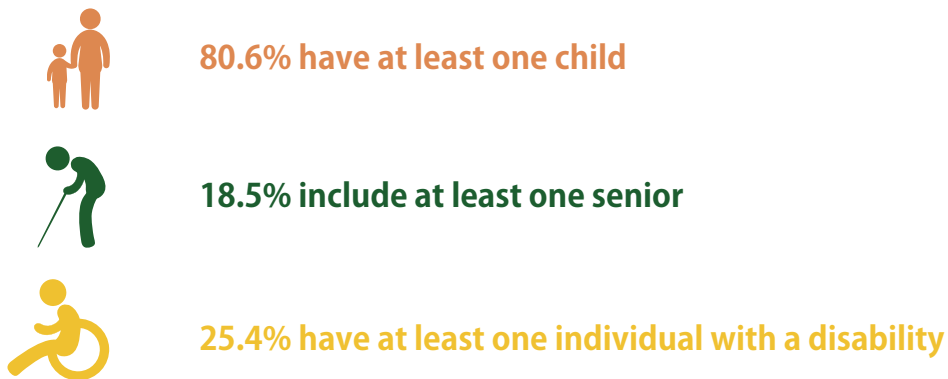 80.6% have at least one child
18.5% include at least one senior
25.4% have at least one individual with a disability